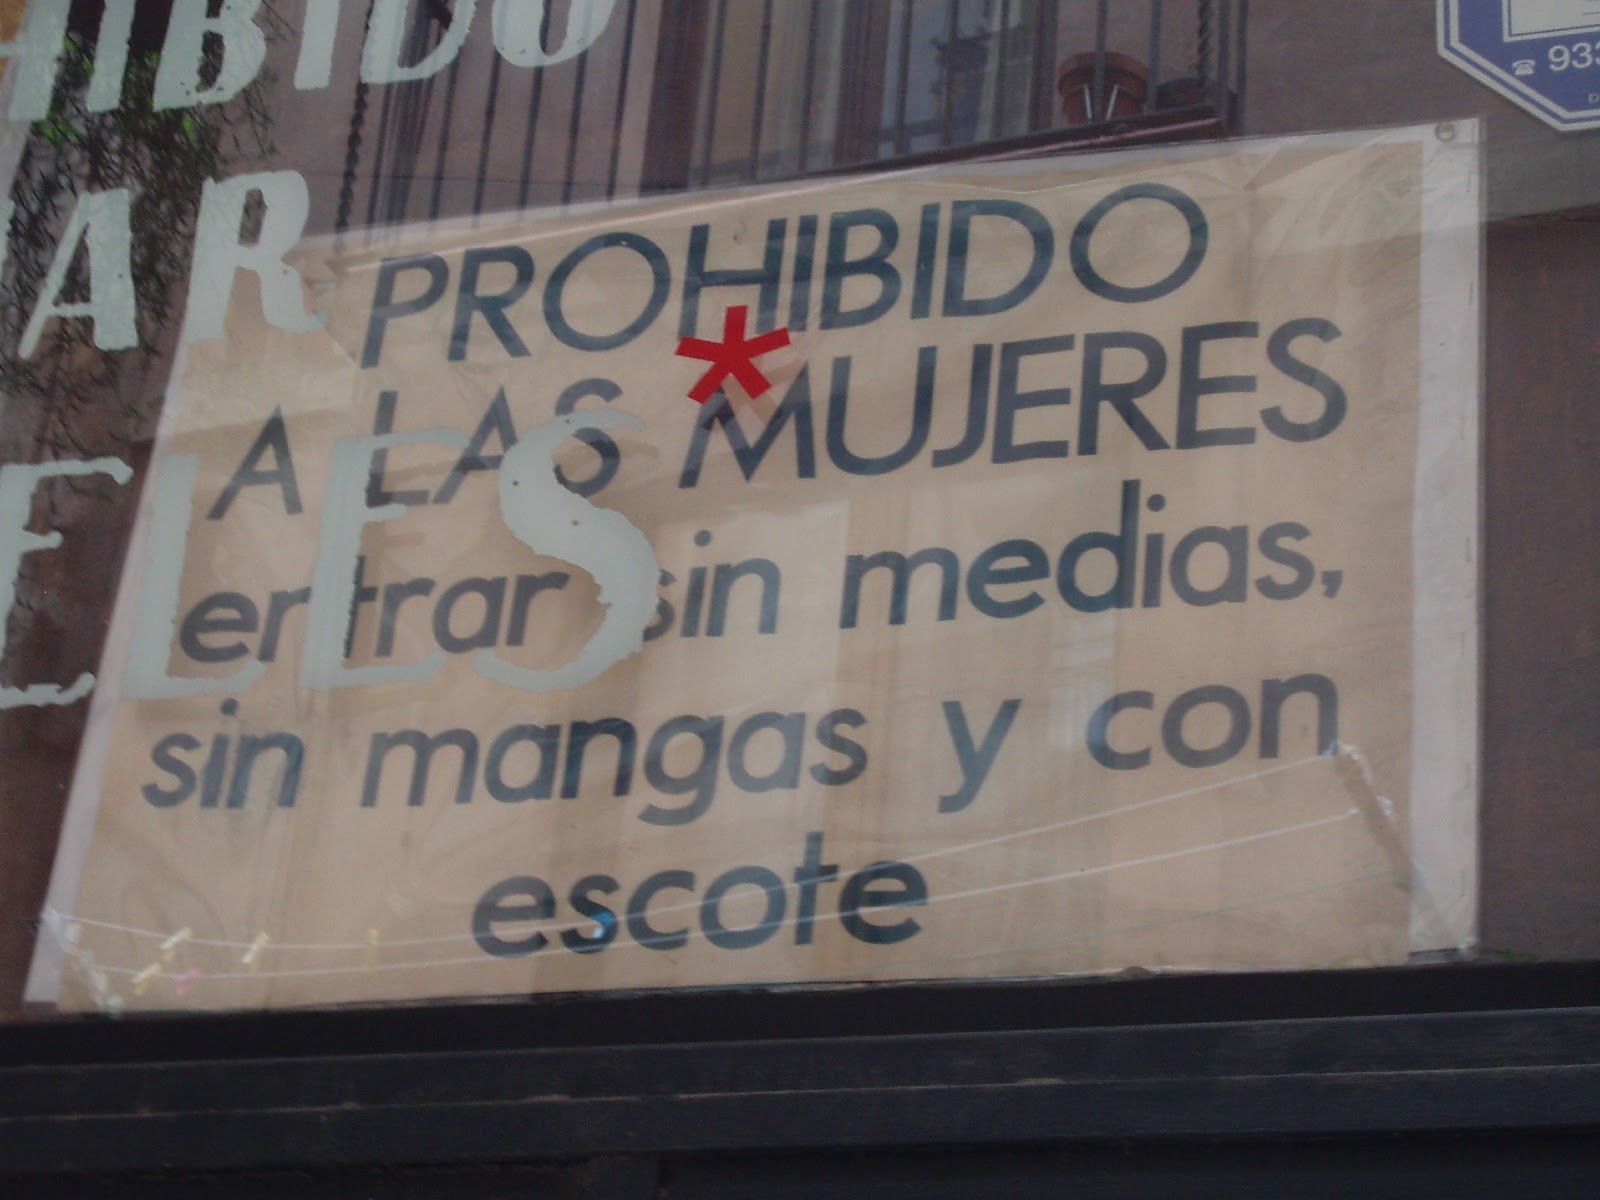 PROHIBIDO
A LAS *MUJERES
entrar sin medias,
sin mangas y con
escote